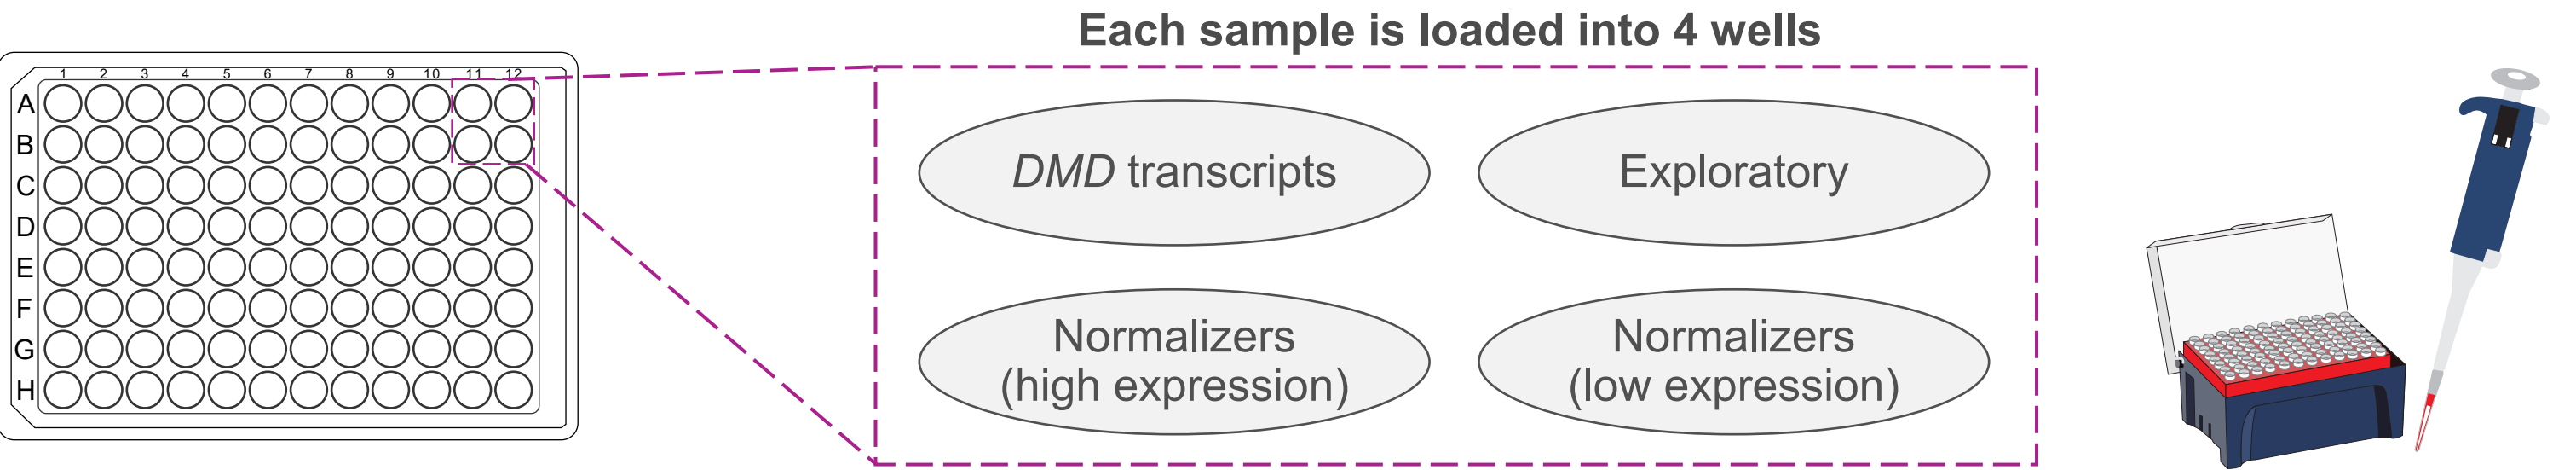 Each sample is loaded into 4 wells
1 2 3 4 5 6 7 8 9 10 11 12
A
B
C
D
E
F
G
H
DMD transcripts
Exploratory
Normalizers
(high expression)
Normalizers
(low expression)